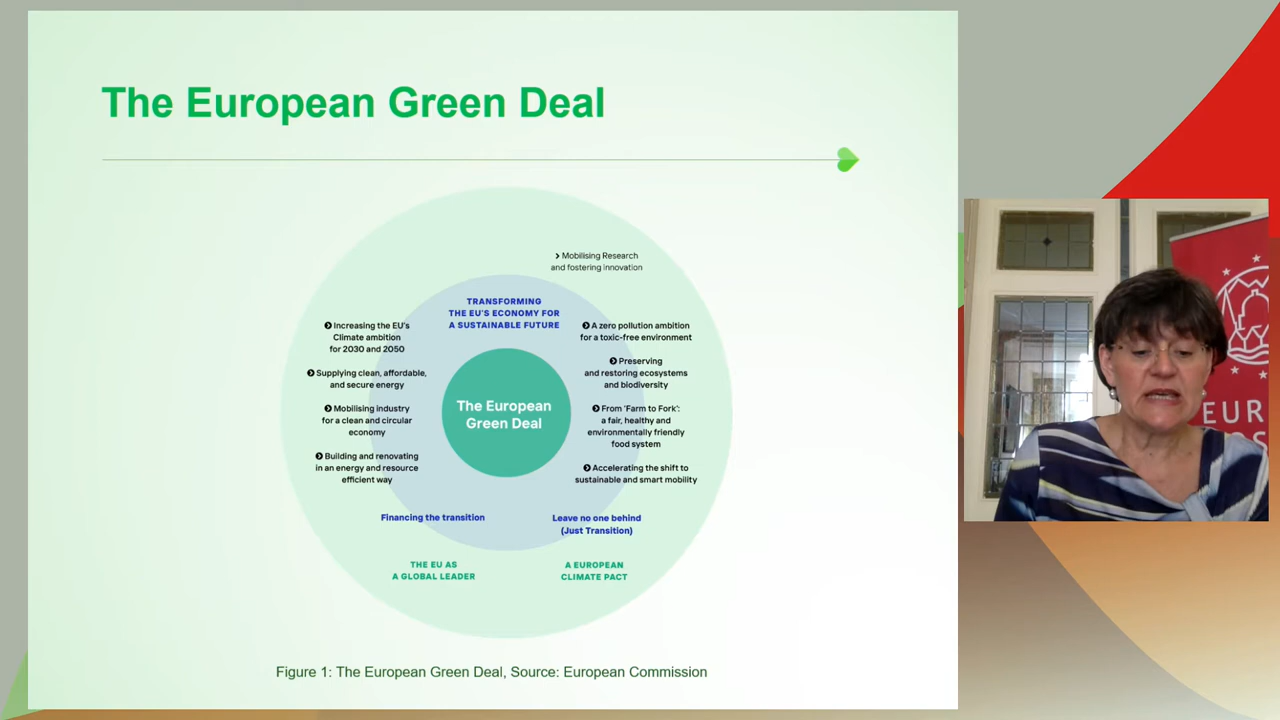 The European Green Deal
Mobilising Research
and fostering innovation
TRANSFORMING
THE EU'S ECONOMY FOR
A SUSTAINABLE FUTURE
Increasing the EU's
Climate ambition
for 2030 and 2050
Supplying clean, affordable,
and secure energy
Mobilising industry
for a clean and circular
economy
Building and renovating
in an energy and resource
efficient way
The European
Green Deal
A zero pollution ambition
for a toxic-free environment
Preserving
and restoring ecosystems
and biodiversity
From 'Farm to Fork':
a fair, healthy and
environmentally friendly
food system
Accelerating the shift to
sustainable and smart mobility
Financing the transition
Leave no one behind
(Just Transition)
THE EU AS
A GLOBAL LEADER
A EUROPEAN
CLIMATE PACT
Figure 1: The European Green Deal, Source: European Commission
EUR